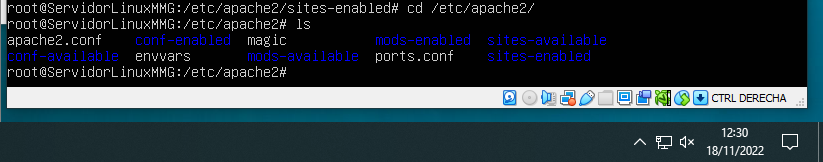 root@ServidorLinuxMMG:/etc/apache2/sites-enabled# cd /etc/apache2/
root@ServidorLinuxMMG:/etc/apache2# ls
apache2.conf conf-enabled magic mods-enabled sites-available
conf-available envvars mods-available ports.conf sites-enabled
root@ServidorLinuxMMG:/etc/apache2#
CTRL DERECHA
12:30
18/11/2022